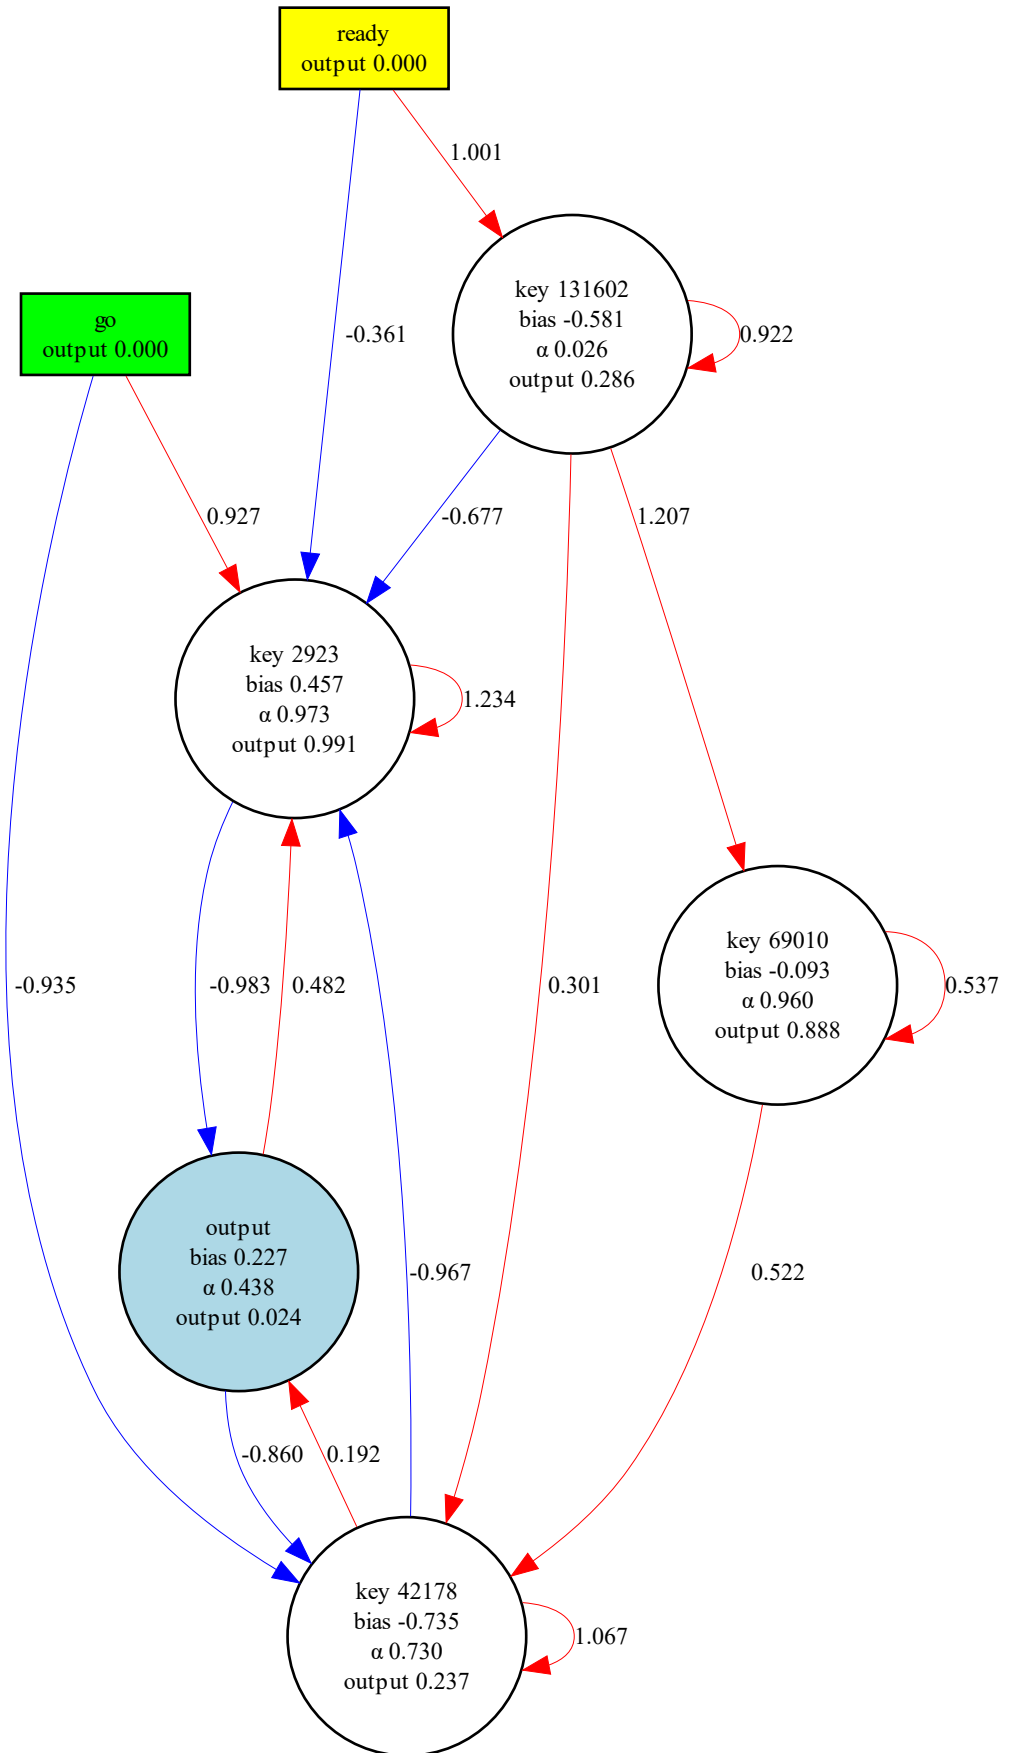 ready
output 0.000
1.001
key 131602
bias -0.581
α 0.026
output 0.286
0.922
go
output 0.000
-0.361
0.927
-0.677
1.207
key 2923
bias 0.457
α 0.973
output 0.991
1.234
key 69010
bias -0.093
α 0.960
output 0.888
0.537
-0.935
-0.983
0.482
0.301
output
bias 0.227
α 0.438
output 0.024
-0.967
0.522
-0.860
0.192
key 42178
bias -0.735
α 0.730
output 0.237
1.067